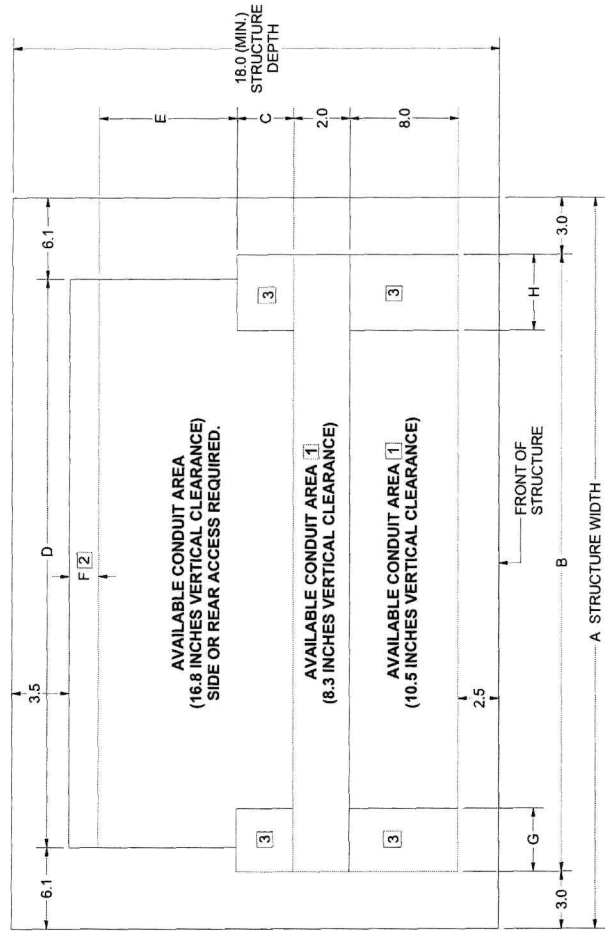 6.1
D
6.1
3.5
F 2
18.0 (MIN.)
STRUCTURE
DEPTH
E
AVAILABLE CONDUIT AREA
(16.8 INCHES VERTICAL CLEARANCE)
SIDE OR REAR ACCESS REQUIRED.
3
3
C
AVAILABLE CONDUIT AREA 1
(8.3 INCHES VERTICAL CLEARANCE)
2.0
3
3
AVAILABLE CONDUIT AREA 1
(10.5 INCHES VERTICAL CLEARANCE)
8.0
G
H
2.5
FRONT OF
STRUCTURE
3.0
B
3.0
A STRUCTURE WIDTH